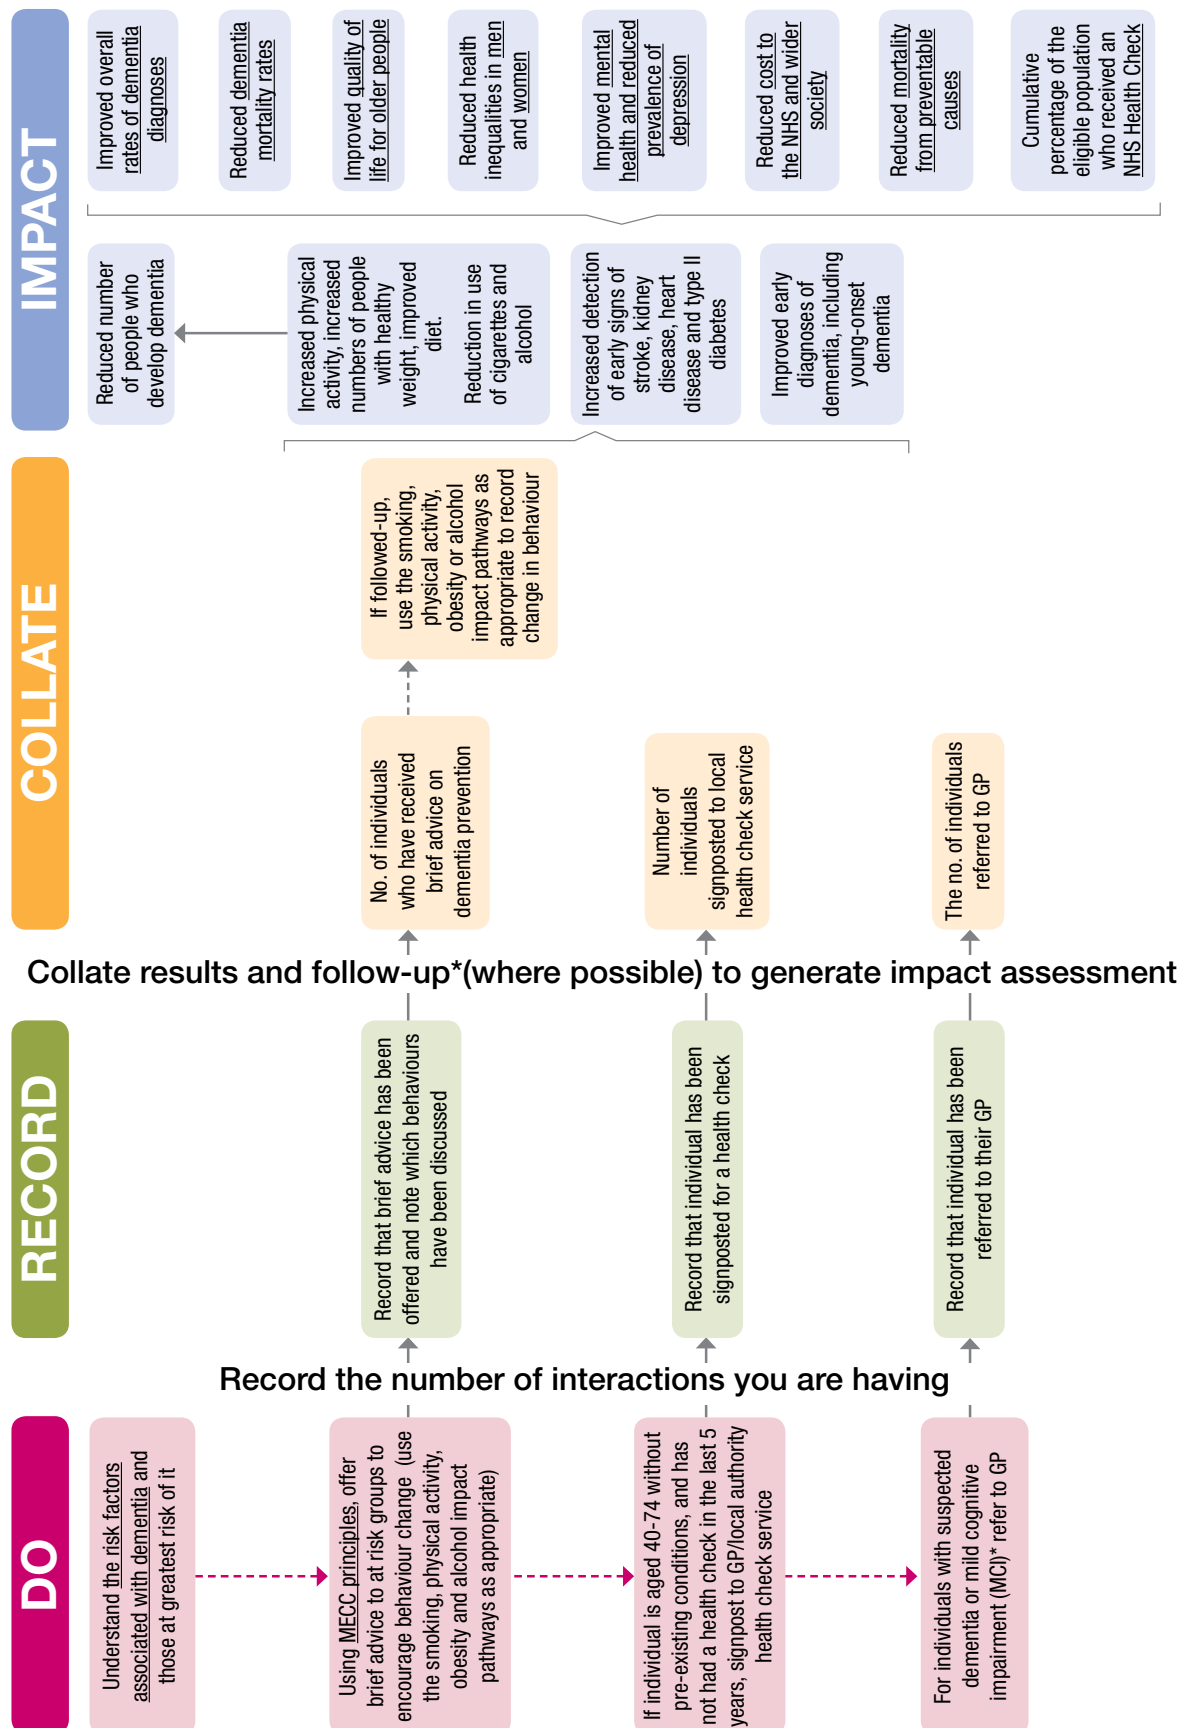 DO
Understand the risk factors
associated with dementia and
those at greatest risk of it
Using MECC principles, offer
brief advice to at risk groups to
encourage behaviour change (use
the smoking, physical activity,
obesity and alcohol impact
pathways as appropriate)
If individual is aged 40-74 without
pre-existing conditions, and has
not had a health check in the last 5
years, signpost to GP/local authority
health check service
For individuals with suspected
dementia or mild cognitive
impairment (MCI)* refer to GP
Record the number of interactions you are having
RECORD
Record that brief advice has been
offered and note which behaviours
have been discussed
Record that individual has been
signposted for a health check
Record that individual has been
referred to their GP
Collate results and follow-up*(where possible) to generate impact assessment
COLLATE
No. of individuals
who have received
brief advice on
dementia prevention
If followed-up,
use the smoking,
physical activity,
obesity or alcohol
impact pathways as
appropriate to record
change in behaviour
Number of
individuals
signposted to local
health check service
The no. of individuals
referred to GP
IMPACT
Reduced number
of people who
develop dementia
Increased physical
activity, increased
numbers of people
with healthy
weight, improved
diet.
Reduction in use
of cigarettes and
alcohol
Increased detection
of early signs of
stroke, kidney
disease, heart
disease and type II
diabetes
Improved early
diagnoses of
dementia, including
young-onset
dementia
Improved overall
rates of dementia
diagnoses
Reduced dementia
mortality rates
Improved quality of
life for older people
Reduced health
inequalities in men
and women
Improved mental
health and reduced
prevalence of
depression
Reduced cost to
the NHS and wider
society
Reduced mortality
from preventable
causes
Cumulative
percentage of the
eligible population
who received an
NHS Health Check